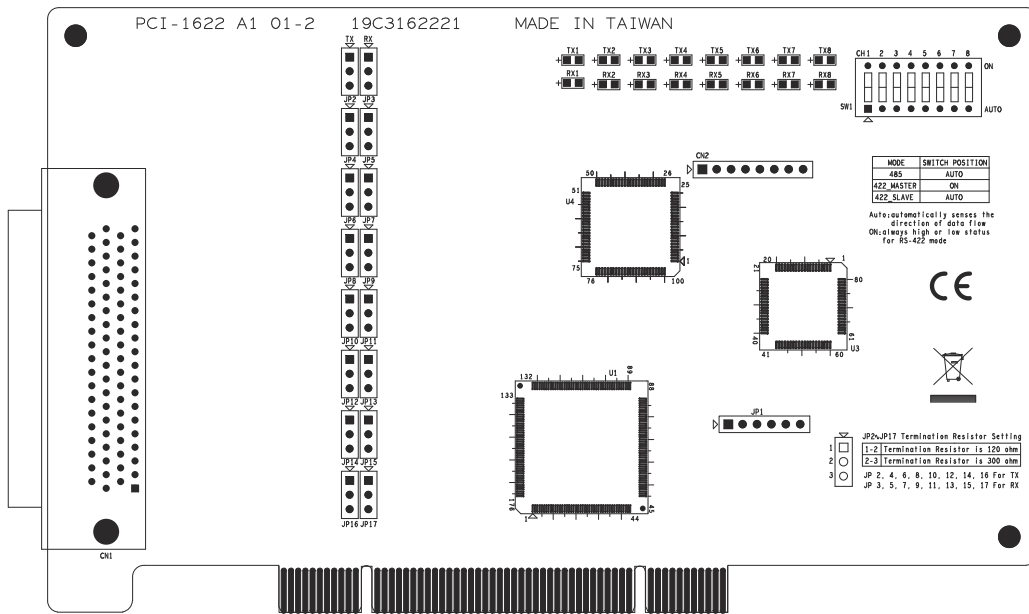 PCI-1622 A1 01-2 19C3162221 MADE IN TAIWAN
TX RX
JP2 JP3
JP4 JP5
JP6 JP7
JP8 JP9
JP10 JP11
JP12 JP13
JP14 JP15
JP16 JP17
TX1 TX2 TX3 TX4 TX5 TX6 TX7 TX8
+ + + + + + + +
RX1 RX2 RX3 RX4 RX5 RX6 RX7 RX8
+ + + + + + + +
CH1 2 3 4 5 6 7 8
ON
SW1
AUTO
CN2
MODE SWITCH POSITION
485 AUTO
422_MASTER ON
422_SLAVE AUTO
Auto:automatically senses the
direction of data flow
ON:always high or low status
for RS-422 mode
50 26
51 25
U4
75 1
76 100
20 1
21 80
40 61
41 60 U3
CE
132 U1 89
133 88
176 45
1 44
JP1
1
2
3
JP2~JP17 Termination Resistor Setting
1-2 Termination Resistor is 120 ohm
2-3 Termination Resistor is 300 ohm
JP 2, 4, 6, 8, 10, 12, 14, 16 For TX
JP 3, 5, 7, 9, 11, 13, 15, 17 For RX
CN1